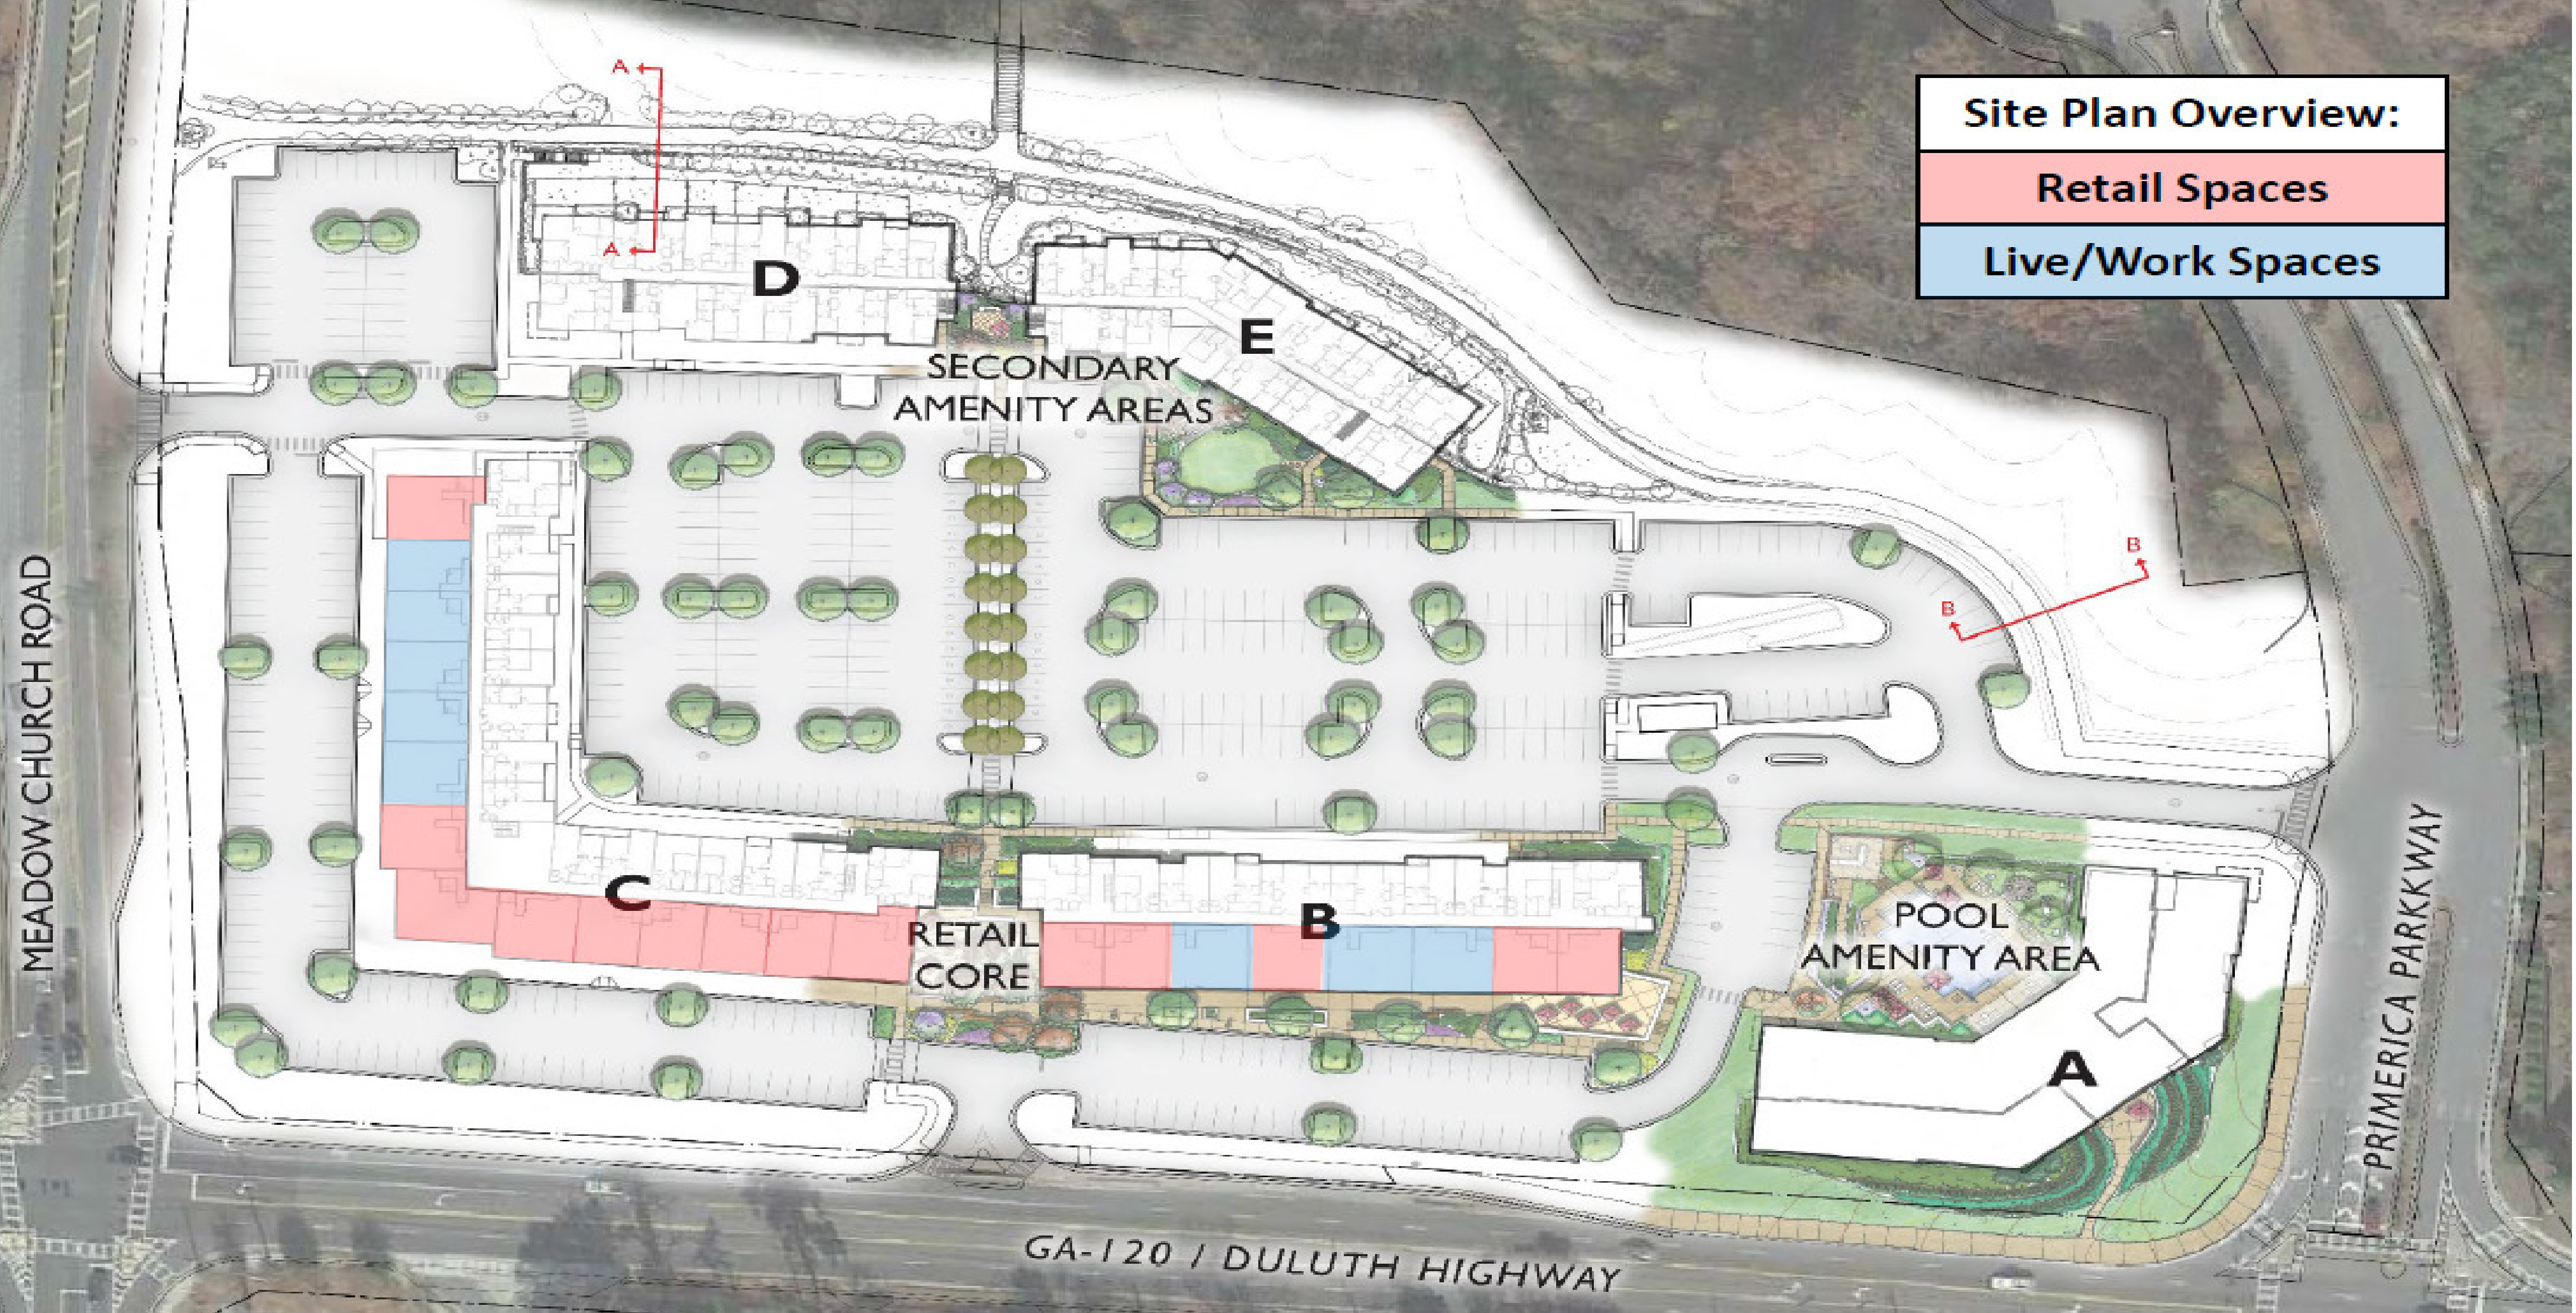 Site Plan Overview:
Retail Spaces
Live/Work Spaces
A
A
D
E
SECONDARY
AMENITY AREAS
B
B
MEADOW CHURCH ROAD
C
B
RETAIL
CORE
POOL
AMENITY AREA
A
PRIMERICA PARKWAY
GA-120 / DULUTH HIGHWAY